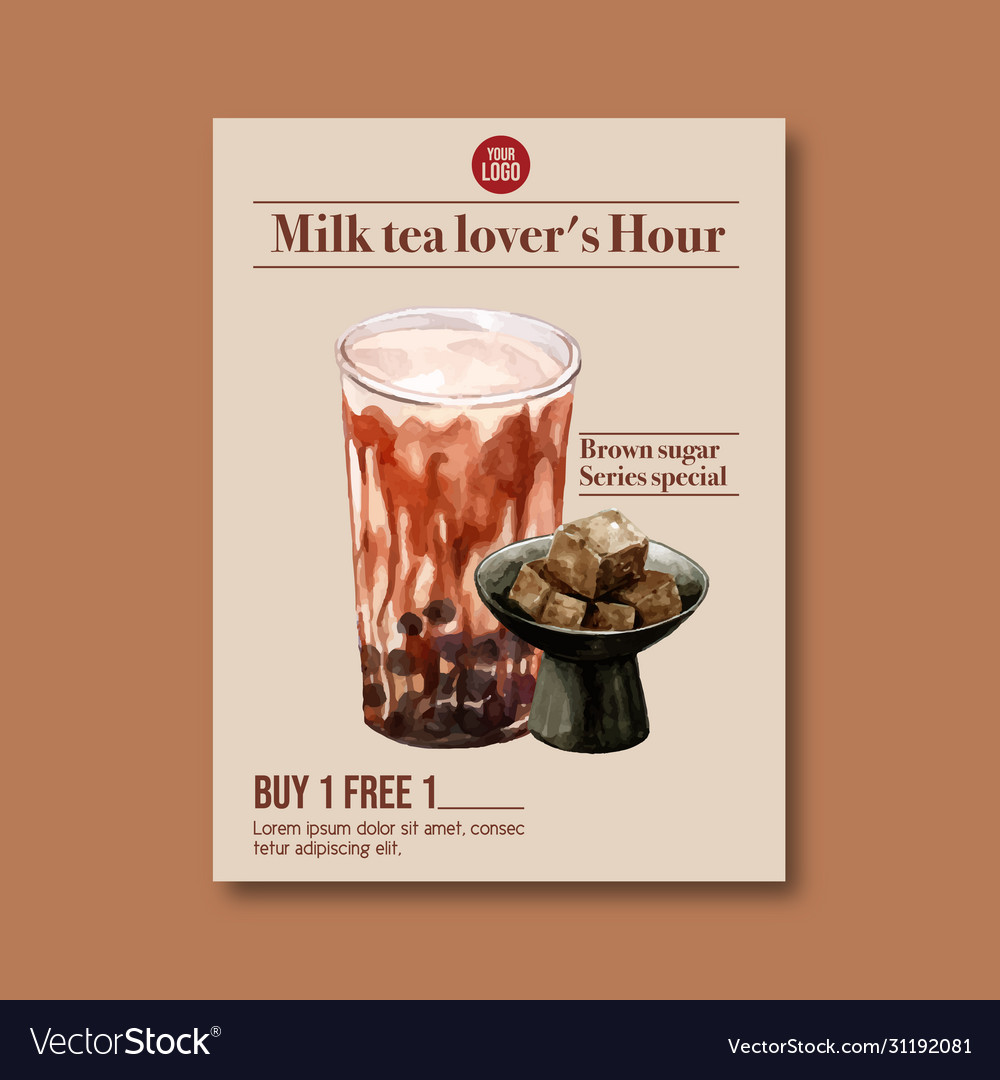 YOUR
LOGO
Milk tea lover's Hour
Brown sugar
Series special
BUY 1 FREE 1
Lorem ipsum dolor sit amet, consec
tetur adipiscing elit,
VectorStock®
VectorStock.com/31192081